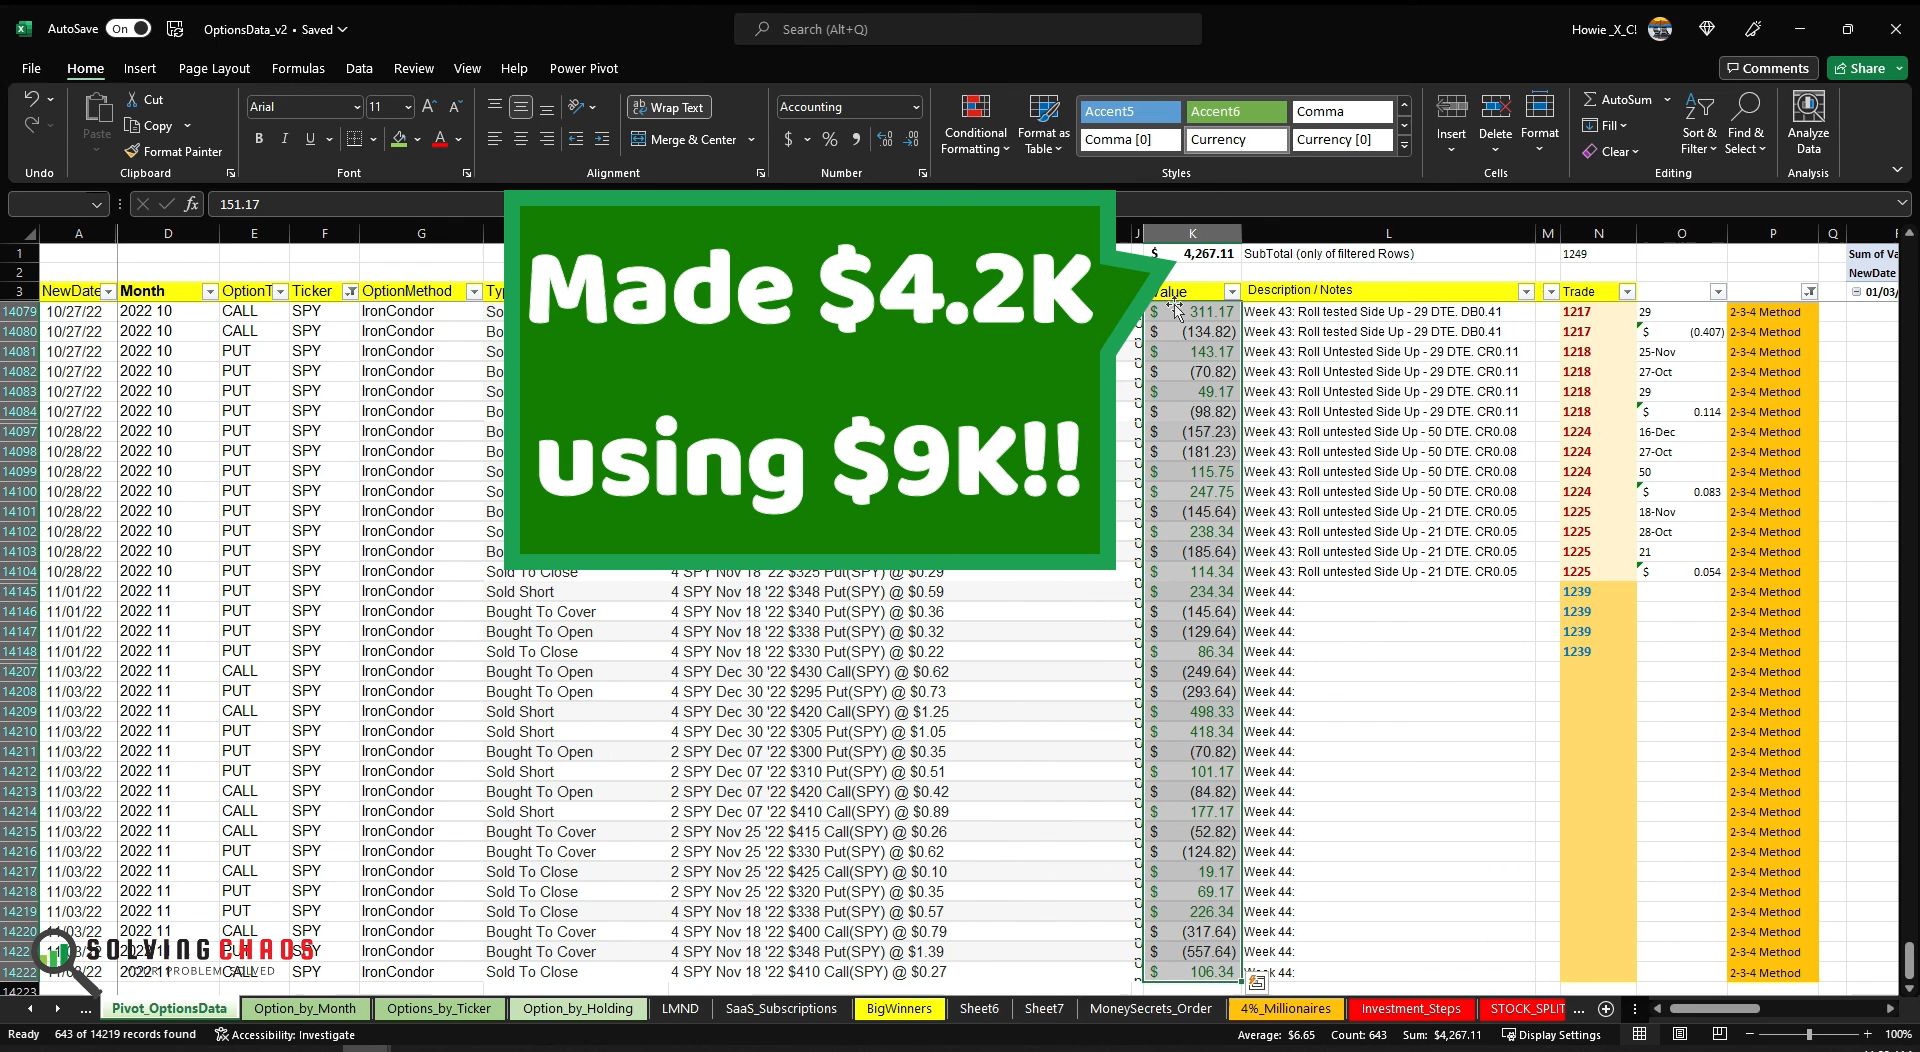 AutoSave On OptionsData_v2 • Saved Search (Alt+Q) Howie _X_C!
File Home Insert Page Layout Formulas Data Review View Help Power Pivot Comments Share
Cut Arial 11 Wrap Text Accounting Accent5 Accent6 Comma AutoSum
Paste Copy Conditional Formatting Format as Table Comma [0] Currency Currency [0] Insert Delete Format Fill Sort & Filter Find & Select Analyze Data
Format Painter B I U Merge & Center $ % Clear
Undo Clipboard Font Alignment Number Styles Cells Editing Analysis
fx 151.17
A D E F G J K L M N O P Q
1 $ 4,267.11 SubTotal (only of filtered Rows) 1249 Sum of Va
2 NewDate
3 NewDate Month OptionT Ticker OptionMethod Value Description / Notes Trade 01/03/
Made $4.2K
using $9K!!
14079 10/27/22 2022 10 CALL SPY IronCondor So $ 311.17 Week 43: Roll tested Side Up - 29 DTE. DB0.41 1217 29 2-3-4 Method
14080 10/27/22 2022 10 CALL SPY IronCondor Bo $ (134.82) Week 43: Roll tested Side Up - 29 DTE. DB0.41 1217 $ (0.407) 2-3-4 Method
14081 10/27/22 2022 10 PUT SPY IronCondor So $ 143.17 Week 43: Roll Untested Side Up - 29 DTE. CR0.11 1218 25-Nov 2-3-4 Method
14082 10/27/22 2022 10 PUT SPY IronCondor Bo $ (70.82) Week 43: Roll Untested Side Up - 29 DTE. CR0.11 1218 27-Oct 2-3-4 Method
14083 10/27/22 2022 10 PUT SPY IronCondor So $ 49.17 Week 43: Roll Untested Side Up - 29 DTE. CR0.11 1218 29 2-3-4 Method
14084 10/27/22 2022 10 PUT SPY IronCondor Bo $ (98.82) Week 43: Roll Untested Side Up - 29 DTE. CR0.11 1218 $ 0.114 2-3-4 Method
14097 10/28/22 2022 10 PUT SPY IronCondor Bo $ (157.23) Week 43: Roll untested Side Up - 50 DTE. CR0.08 1224 16-Dec 2-3-4 Method
14098 10/28/22 2022 10 PUT SPY IronCondor Bo $ (181.23) Week 43: Roll untested Side Up - 50 DTE. CR0.08 1224 27-Oct 2-3-4 Method
14099 10/28/22 2022 10 PUT SPY IronCondor So $ 115.75 Week 43: Roll untested Side Up - 50 DTE. CR0.08 1224 50 2-3-4 Method
14100 10/28/22 2022 10 PUT SPY IronCondor So $ 247.75 Week 43: Roll untested Side Up - 50 DTE. CR0.08 1224 $ 0.083 2-3-4 Method
14101 10/28/22 2022 10 PUT SPY IronCondor Bo $ (145.64) Week 43: Roll untested Side Up - 21 DTE. CR0.05 1225 18-Nov 2-3-4 Method
14102 10/28/22 2022 10 PUT SPY IronCondor So $ 238.34 Week 43: Roll untested Side Up - 21 DTE. CR0.05 1225 28-Oct 2-3-4 Method
14103 10/28/22 2022 10 PUT SPY IronCondor Bo $ (185.64) Week 43: Roll untested Side Up - 21 DTE. CR0.05 1225 21 2-3-4 Method
14104 10/28/22 2022 10 PUT SPY IronCondor Sold To Close 4 SPY Nov 18 '22 $325 Put(SPY) @ $0.29 $ 114.34 Week 43: Roll untested Side Up - 21 DTE. CR0.05 1225 $ 0.054 2-3-4 Method
14145 11/01/22 2022 11 PUT SPY IronCondor Sold Short 4 SPY Nov 18 '22 $348 Put(SPY) @ $0.59 $ 234.34 Week 44: 1239 2-3-4 Method
14146 11/01/22 2022 11 PUT SPY IronCondor Bought To Cover 4 SPY Nov 18 '22 $340 Put(SPY) @ $0.36 $ (145.64) Week 44: 1239 2-3-4 Method
14147 11/01/22 2022 11 PUT SPY IronCondor Bought To Open 4 SPY Nov 18 '22 $338 Put(SPY) @ $0.32 $ (129.64) Week 44: 1239 2-3-4 Method
14148 11/01/22 2022 11 PUT SPY IronCondor Sold To Close 4 SPY Nov 18 '22 $330 Put(SPY) @ $0.22 $ 86.34 Week 44: 1239 2-3-4 Method
14207 11/03/22 2022 11 CALL SPY IronCondor Bought To Open 4 SPY Dec 30 '22 $430 Call(SPY) @ $0.62 $ (249.64) Week 44: 2-3-4 Method
14208 11/03/22 2022 11 PUT SPY IronCondor Bought To Open 4 SPY Dec 30 '22 $295 Put(SPY) @ $0.73 $ (293.64) Week 44: 2-3-4 Method
14209 11/03/22 2022 11 CALL SPY IronCondor Sold Short 4 SPY Dec 30 '22 $420 Call(SPY) @ $1.25 $ 498.33 Week 44: 2-3-4 Method
14210 11/03/22 2022 11 PUT SPY IronCondor Sold Short 4 SPY Dec 30 '22 $305 Put(SPY) @ $1.05 $ 418.34 Week 44: 2-3-4 Method
14211 11/03/22 2022 11 PUT SPY IronCondor Bought To Open 2 SPY Dec 07 '22 $300 Put(SPY) @ $0.35 $ (70.82) Week 44: 2-3-4 Method
14212 11/03/22 2022 11 PUT SPY IronCondor Sold Short 2 SPY Dec 07 '22 $310 Put(SPY) @ $0.51 $ 101.17 Week 44: 2-3-4 Method
14213 11/03/22 2022 11 CALL SPY IronCondor Bought To Open 2 SPY Dec 07 '22 $420 Call(SPY) @ $0.42 $ (84.82) Week 44: 2-3-4 Method
14214 11/03/22 2022 11 CALL SPY IronCondor Sold Short 2 SPY Dec 07 '22 $410 Call(SPY) @ $0.89 $ 177.17 Week 44: 2-3-4 Method
14215 11/03/22 2022 11 CALL SPY IronCondor Bought To Cover 2 SPY Nov 25 '22 $415 Call(SPY) @ $0.26 $ (52.82) Week 44: 2-3-4 Method
14216 11/03/22 2022 11 PUT SPY IronCondor Bought To Cover 2 SPY Nov 25 '22 $330 Put(SPY) @ $0.62 $ (124.82) Week 44: 2-3-4 Method
14217 11/03/22 2022 11 CALL SPY IronCondor Sold To Close 2 SPY Nov 25 '22 $425 Call(SPY) @ $0.10 $ 19.17 Week 44: 2-3-4 Method
14218 11/03/22 2022 11 PUT SPY IronCondor Sold To Close 2 SPY Nov 25 '22 $320 Put(SPY) @ $0.35 $ 69.17 Week 44: 2-3-4 Method
14219 11/03/22 2022 11 PUT SPY IronCondor Sold To Close 4 SPY Nov 18 '22 $338 Put(SPY) @ $0.57 $ 226.34 Week 44: 2-3-4 Method
14220 /03/22 2022 11 CALL SPY IronCondor Bought To Cover 4 SPY Nov 18 '22 $400 Call(SPY) @ $0.79 $ (317.64) Week 44: 2-3-4 Method
SOLVING CHAOS
1422 2022 11 PUT SPY IronCondor Bought To Cover 4 SPY Nov 18 '22 $348 Put(SPY) @ $1.39 $ (557.64) Week 44: 2-3-4 Method
YOUR PROBLEM SOLVED
14222 2022 11 CALL SPY IronCondor Sold To Close 4 SPY Nov 18 '22 $410 Call(SPY) @ $0.27 $ 106.34 k 44: 2-3-4 Method
14223
... Pivot_OptionsData Option_by_Month Options_by_Ticker Option_by_Holding LMND SaaS_Subscriptions BigWinners Sheet6 Sheet7 MoneySecrets_Order 4%_Millionaires Investment_Steps STOCK_SPLIT ...
Ready 643 of 14219 records found Accessibility: Investigate Average: $6.65 Count: 643 Sum: $4,267.11 Display Settings 100%